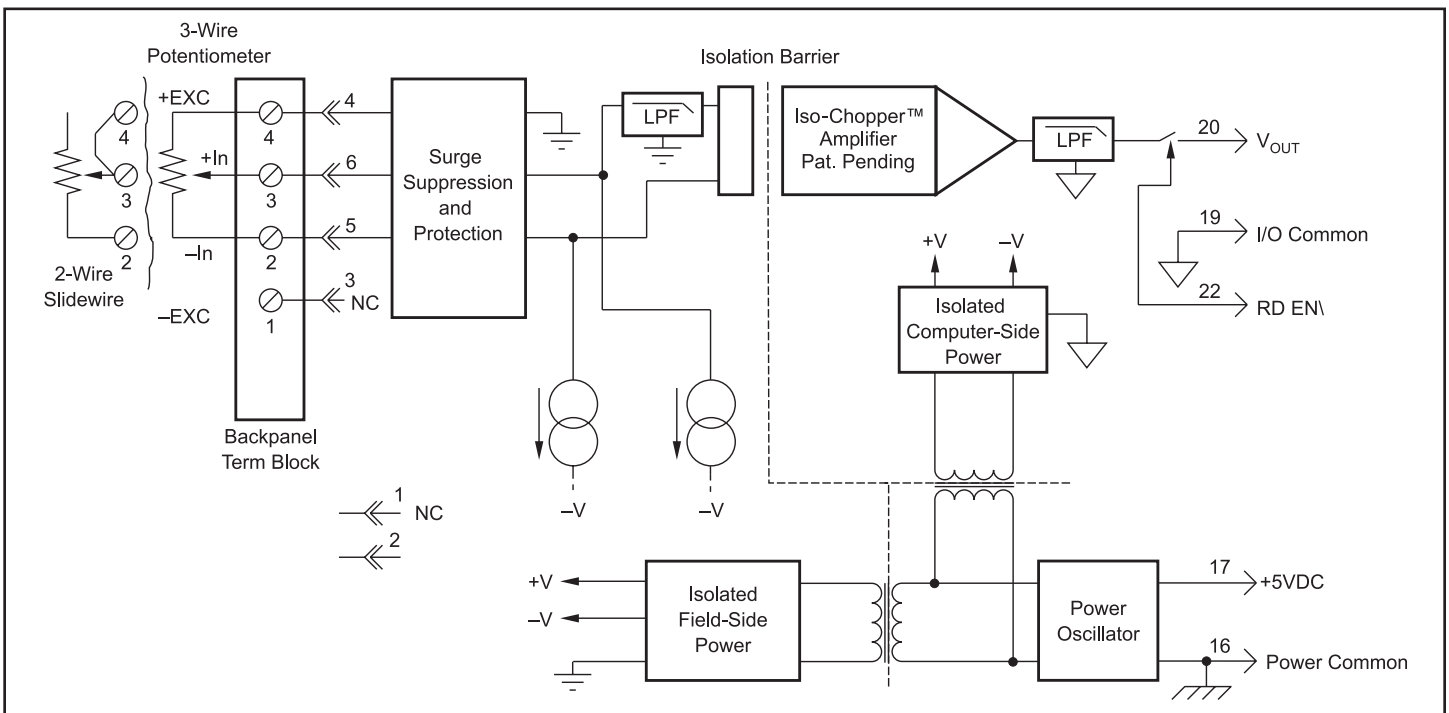 3-Wire
Potentiometer
Isolation Barrier
+EXC
4
4
4
+In
3
3
6
–In
2
2
5
2-Wire
Slidewire
–EXC
1
3
NC
Surge
Suppression
and
Protection
LPF
Iso-Chopper™
Amplifier
Pat. Pending
LPF
20
VOUT
19
I/O Common
22
RD EN\
+V
–V
Isolated
Computer-Side
Power
Backpanel
Term Block
–V
–V
1
NC
2
+V
–V
Isolated
Field-Side
Power
Power
Oscillator
17
+5VDC
16
Power Common